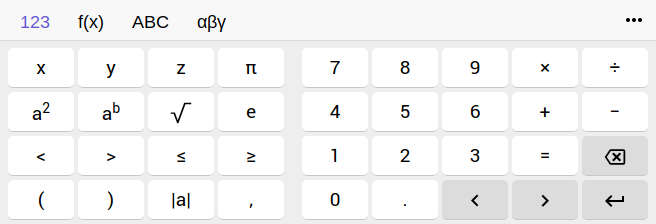 123 f(x) ABC αβγ ...
x y z π 7 8 9 × ÷
a² aᵇ √ e 4 5 6 + −
< > ≤ ≥ 1 2 3 =
( ) |a| , 0 . < >